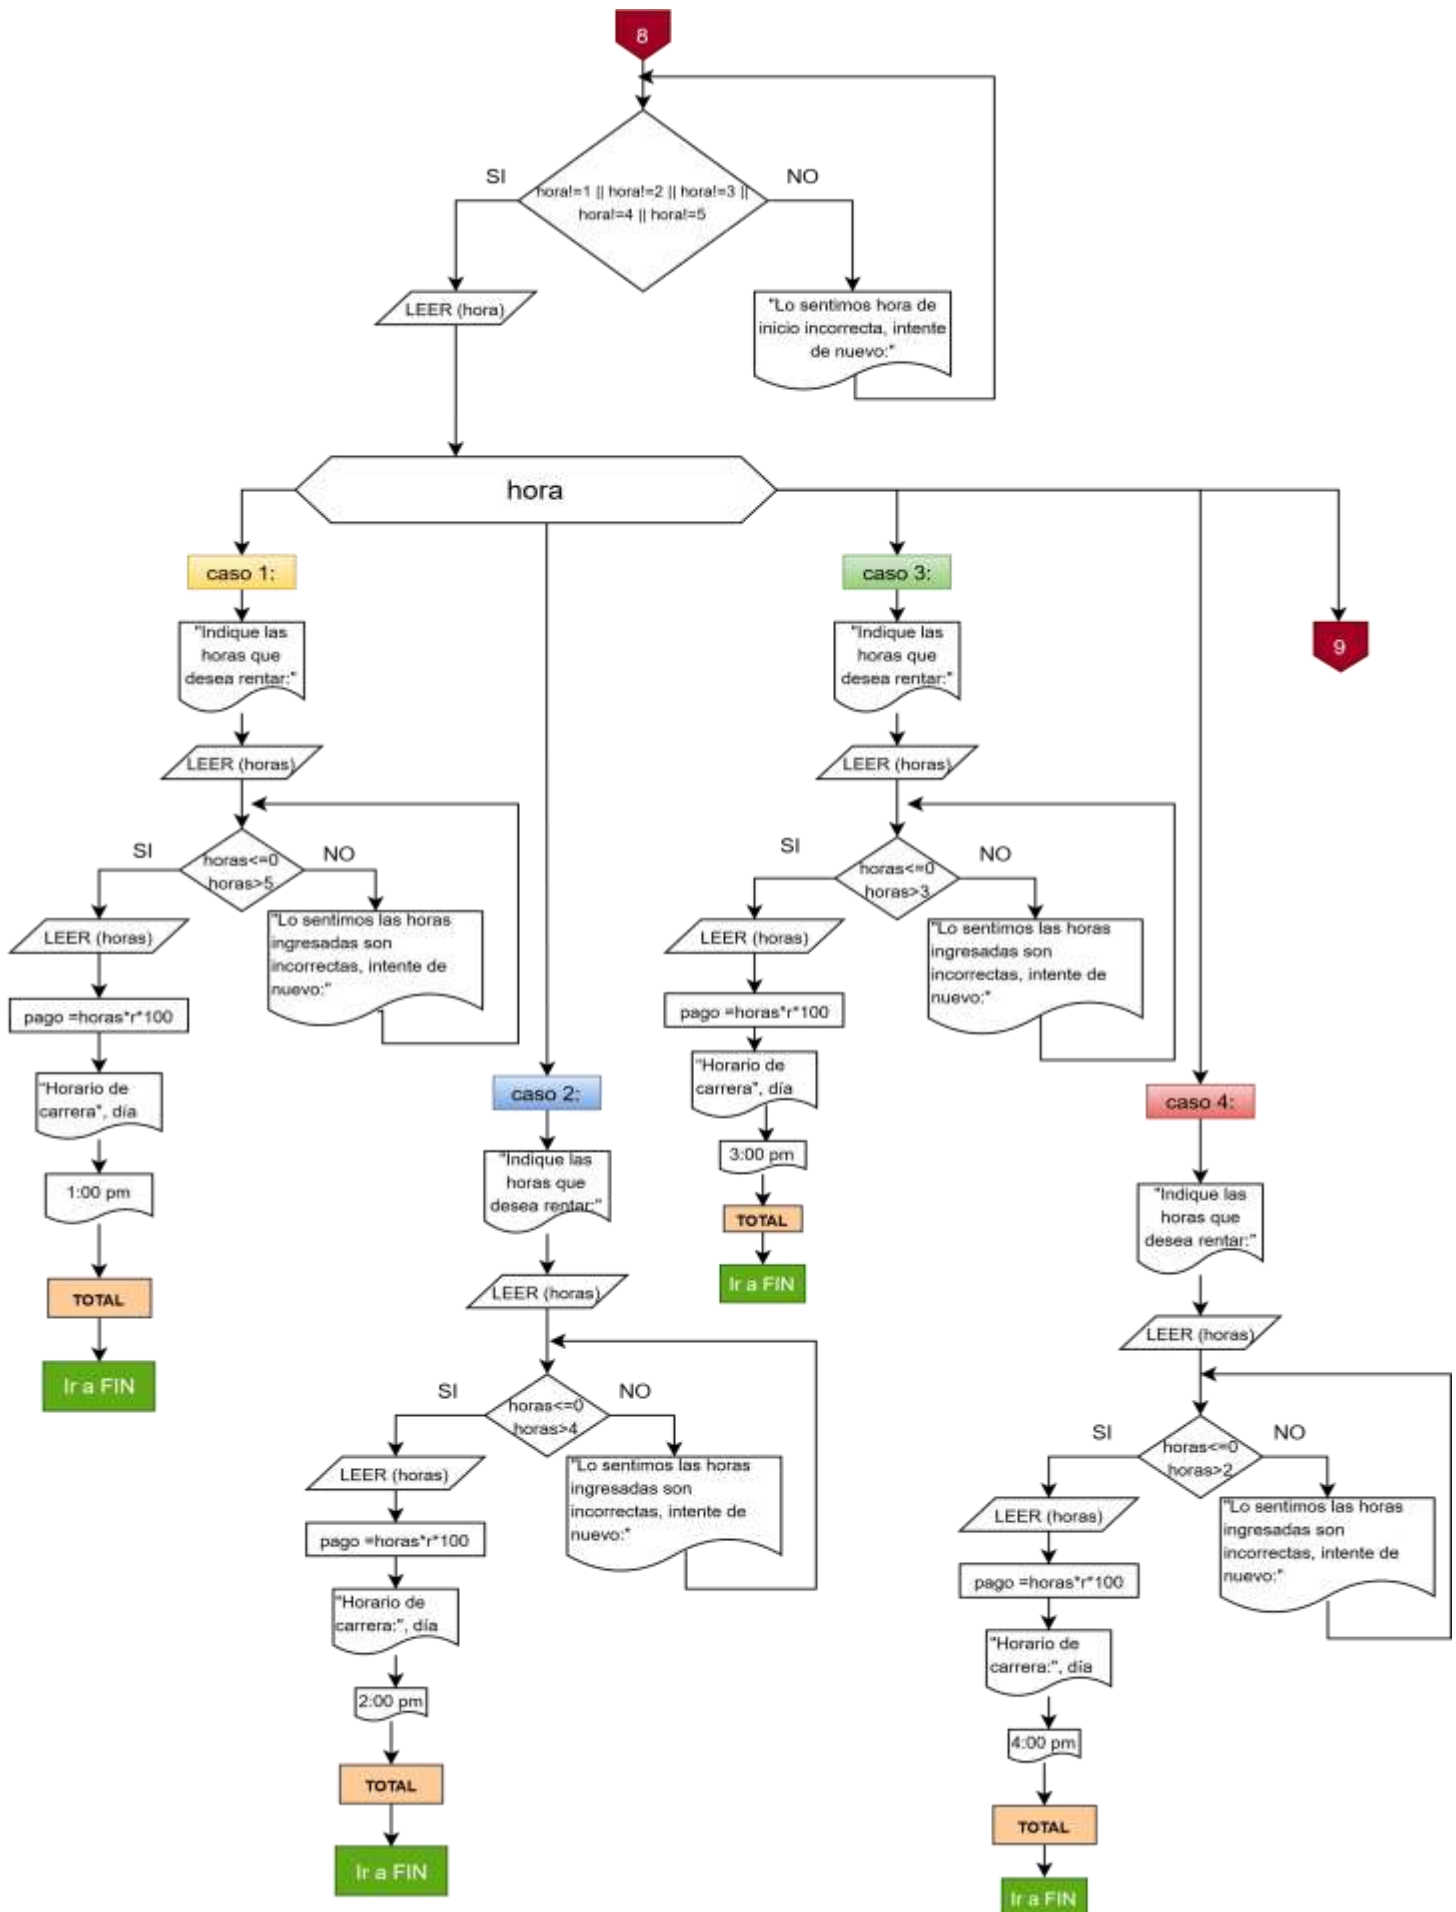 8
SI
NO
hora!=1 || hora!=2 || hora!=3 ||
hora!=4 || hora!=5
LEER (hora)
"Lo sentimos hora de
inicio incorrecta, intente
de nuevo:"
hora
caso 1:
"Indique las
horas que
desea rentar:"
LEER (horas)
SI
NO
horas<=0
horas>5
LEER (horas)
"Lo sentimos las horas
ingresadas son
incorrectas, intente de
nuevo:"
pago =horas*r*100
"Horario de
carrera", día
1:00 pm
TOTAL
Ir a FIN
caso 2:
"Indique las
horas que
desea rentar:"
LEER (horas)
SI
NO
horas<=0
horas>4
LEER (horas)
"Lo sentimos las horas
ingresadas son
incorrectas, intente de
nuevo:"
pago =horas*r*100
"Horario de
carrera:", día
2:00 pm
TOTAL
Ir a FIN
caso 3:
"Indique las
horas que
desea rentar:"
LEER (horas)
SI
NO
horas<=0
horas>3
LEER (horas)
"Lo sentimos las horas
ingresadas son
incorrectas, intente de
nuevo:"
pago =horas*r*100
"Horario de
carrera", día
3:00 pm
TOTAL
Ir a FIN
9
caso 4:
"Indique las
horas que
desea rentar:"
LEER (horas)
SI
NO
horas<=0
horas>2
LEER (horas)
"Lo sentimos las horas
ingresadas son
incorrectas, intente de
nuevo:"
pago =horas*r*100
"Horario de
carrera:", día
4:00 pm
TOTAL
Ir a FIN